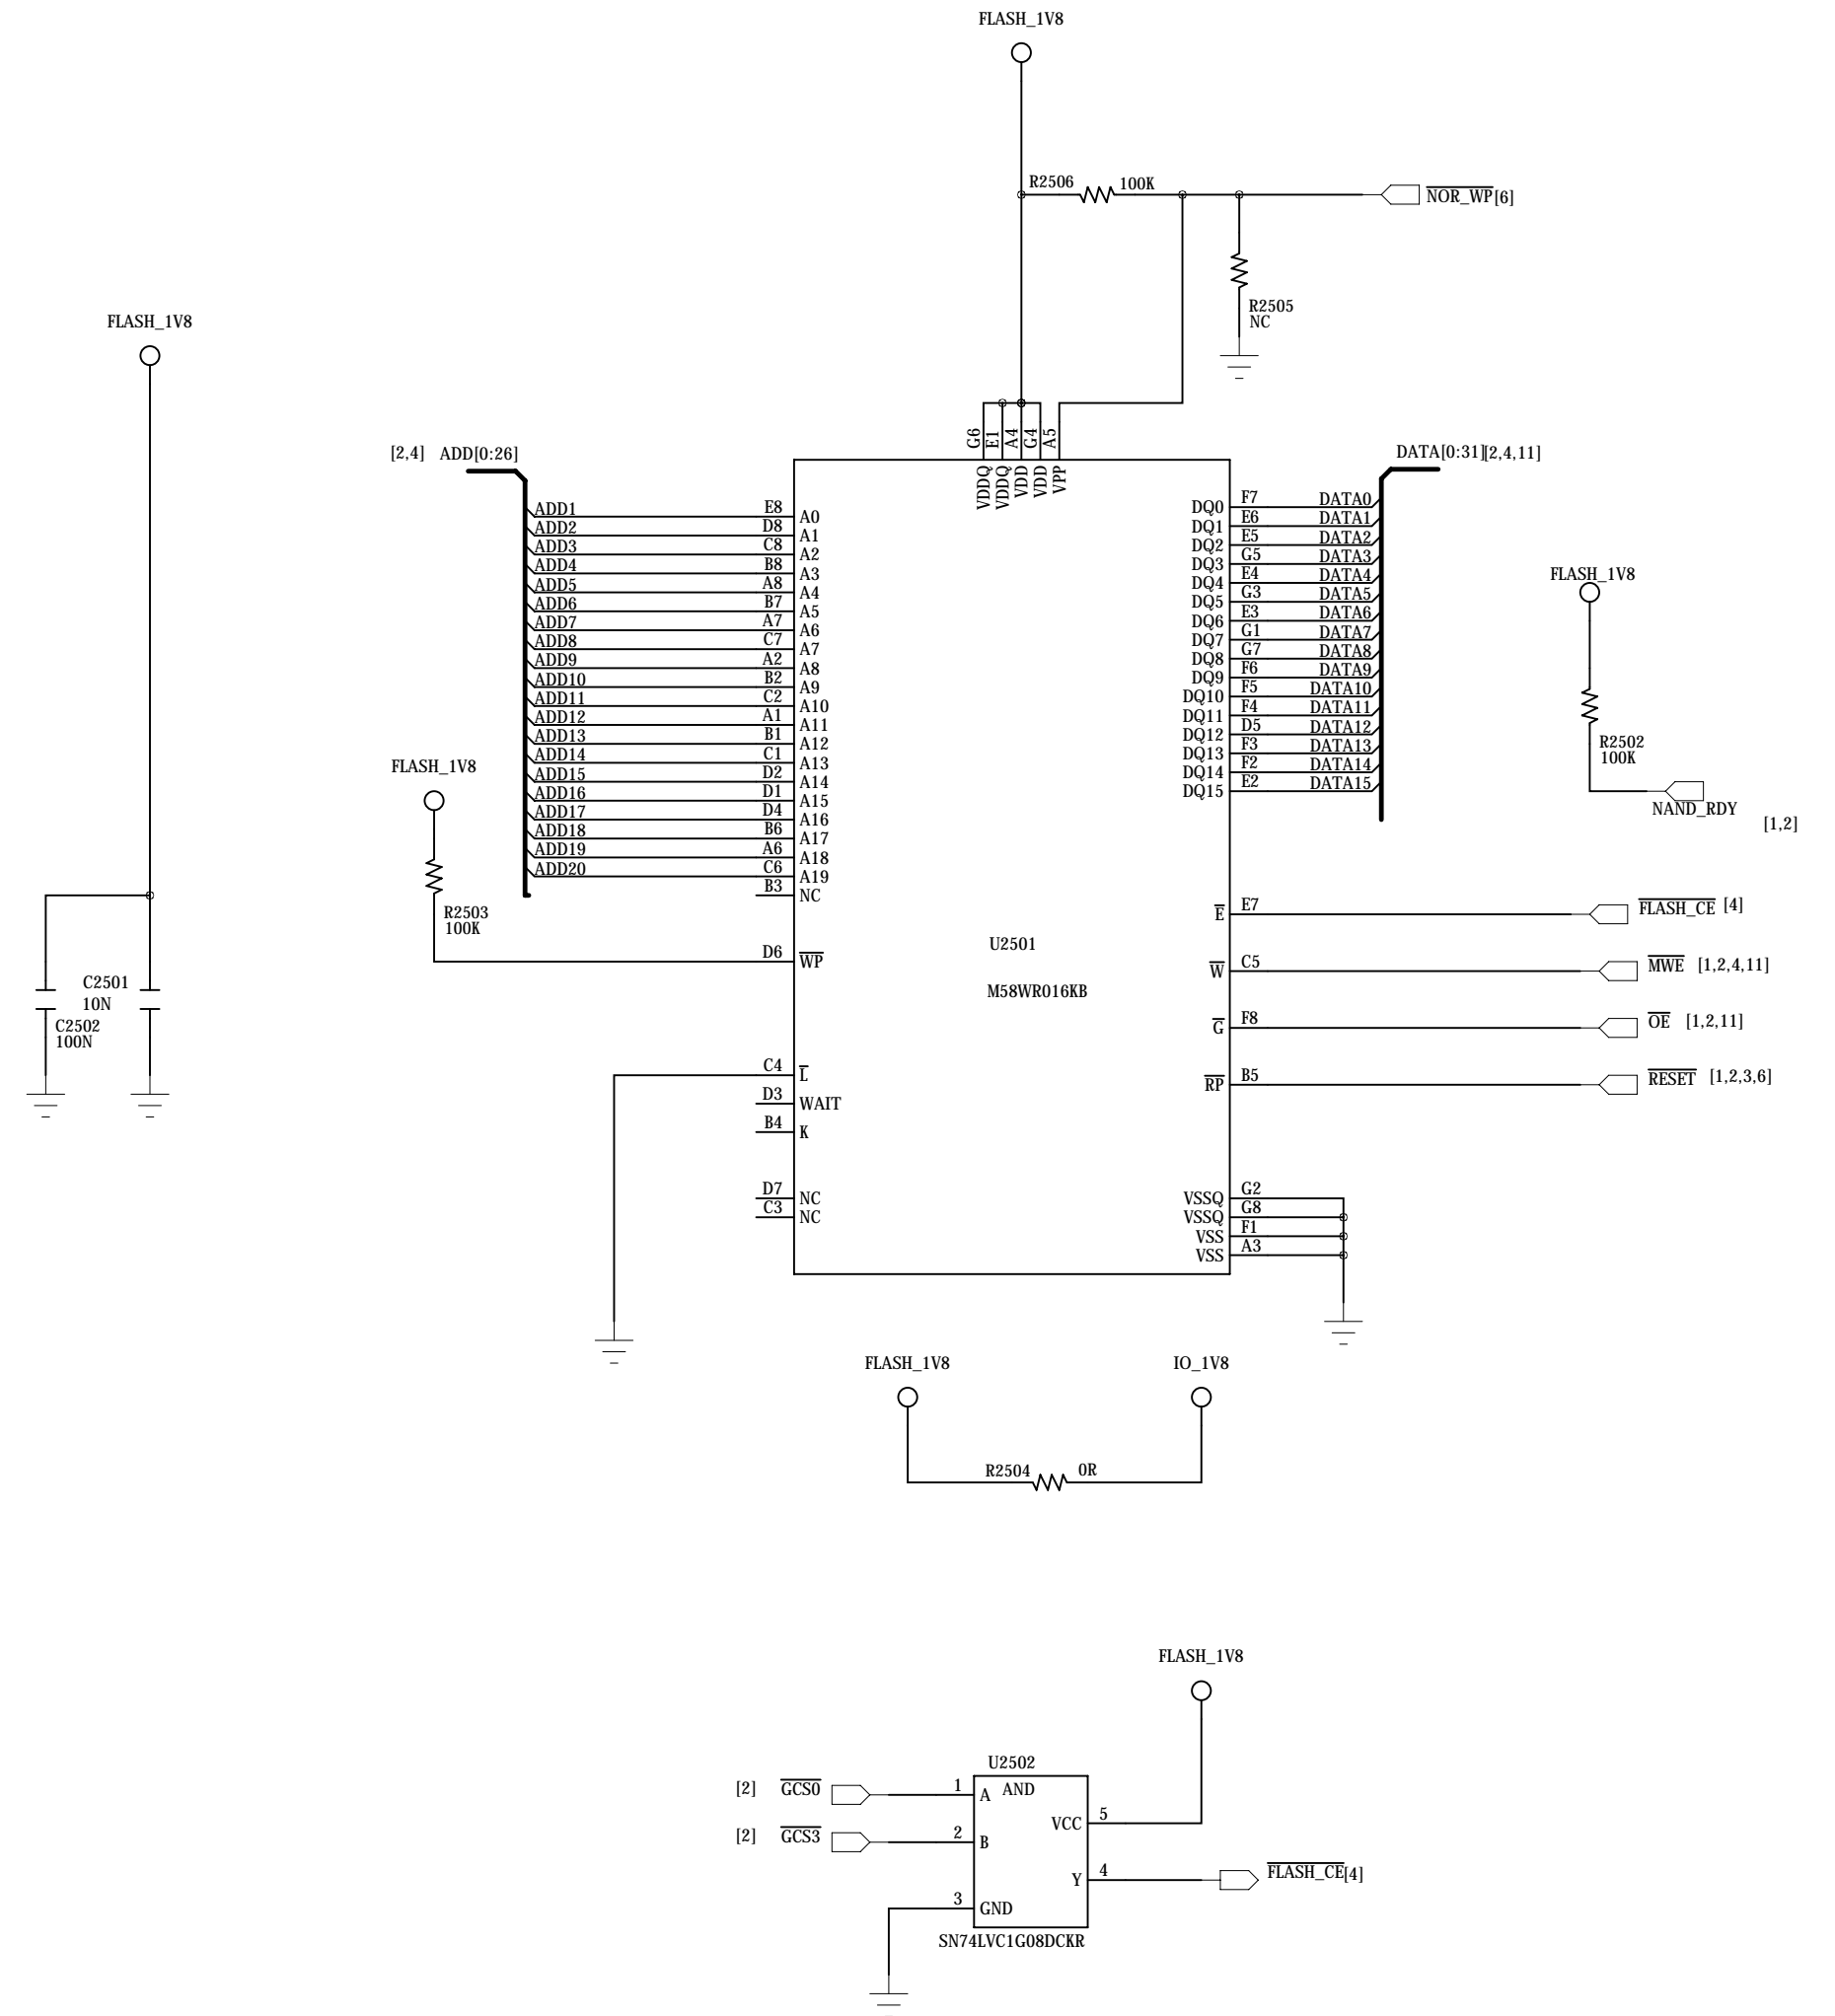 FLASH_1V8
R2506 100K
NOR_WP[6]
R2505
NC
FLASH_1V8
G6
E1
A4
G4
A5
VDDQ
VDDQ
VDD
VDD
VPP
[2,4] ADD[0:26]
DATA[0:31][2,4,11]
ADD1 E8 A0
ADD2 D8 A1
ADD3 C8 A2
ADD4 B8 A3
ADD5 A8 A4
ADD6 B7 A5
ADD7 A7 A6
ADD8 C7 A7
ADD9 A2 A8
ADD10 B2 A9
ADD11 C2 A10
ADD12 A1 A11
ADD13 B1 A12
ADD14 C1 A13
ADD15 D2 A14
ADD16 D1 A15
ADD17 D4 A16
ADD18 B6 A17
ADD19 A6 A18
ADD20 C6 A19
B3 NC
DQ0 F7 DATA0
DQ1 E6 DATA1
DQ2 E5 DATA2
DQ3 G5 DATA3
DQ4 E4 DATA4
DQ5 G3 DATA5
DQ6 E3 DATA6
DQ7 G1 DATA7
DQ8 G7 DATA8
DQ9 F6 DATA9
DQ10 F5 DATA10
DQ11 F4 DATA11
DQ12 D5 DATA12
DQ13 F3 DATA13
DQ14 F2 DATA14
DQ15 E2 DATA15
FLASH_1V8
R2502
100K
NAND_RDY
[1,2]
FLASH_1V8
R2503
100K
D6 WP
E E7 FLASH_CE [4]
U2501
M58WR016KB
W C5 MWE [1,2,4,11]
G F8 OE [1,2,11]
RP B5 RESET [1,2,3,6]
C2501
10N
C2502
100N
C4 L
D3 WAIT
B4 K
D7 NC
C3 NC
VSSQ G2
VSSQ G8
VSS F1
VSS A3
FLASH_1V8
IO_1V8
R2504 0R
FLASH_1V8
U2502
[2] GCS0 1 A AND
VCC 5
[2] GCS3 2 B
Y 4 FLASH_CE[4]
3 GND
SN74LVC1G08DCKR